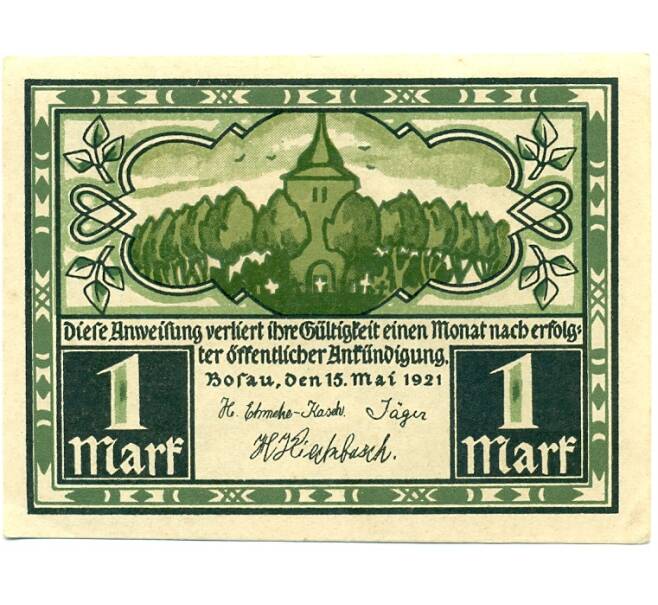 Diese Anweisung verliert ihre Gültigkeit einen Monat nach erfolg=
ter öffentlicher Ankündigung.
Bosau, den 15. Mai 1921
1 Mark
H. Jäger
1 Mark